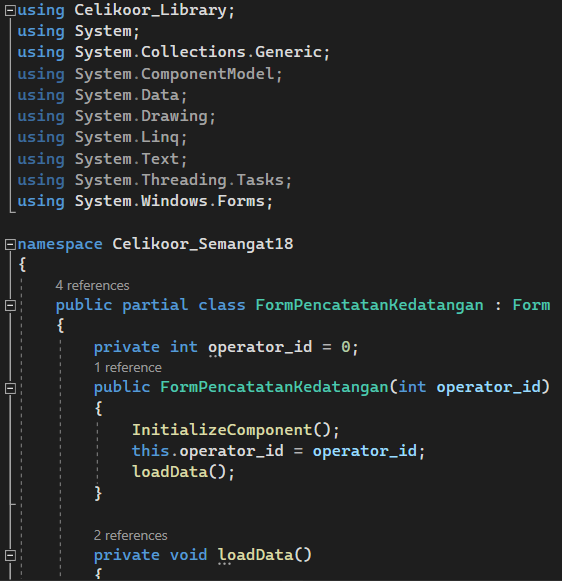 using Celikoor_Library;
using System;
using System.Collections.Generic;
using System.ComponentModel;
using System.Data;
using System.Drawing;
using System.Linq;
using System.Text;
using System.Threading.Tasks;
using System.Windows.Forms;
namespace Celikoor_Semangat18
{
4 references
public partial class FormPencatatanKedatangan : Form
{
private int operator_id = 0;
1 reference
public FormPencatatanKedatangan(int operator_id)
{
InitializeComponent();
this.operator_id = operator_id;
loadData();
}
2 references
private void loadData()
{